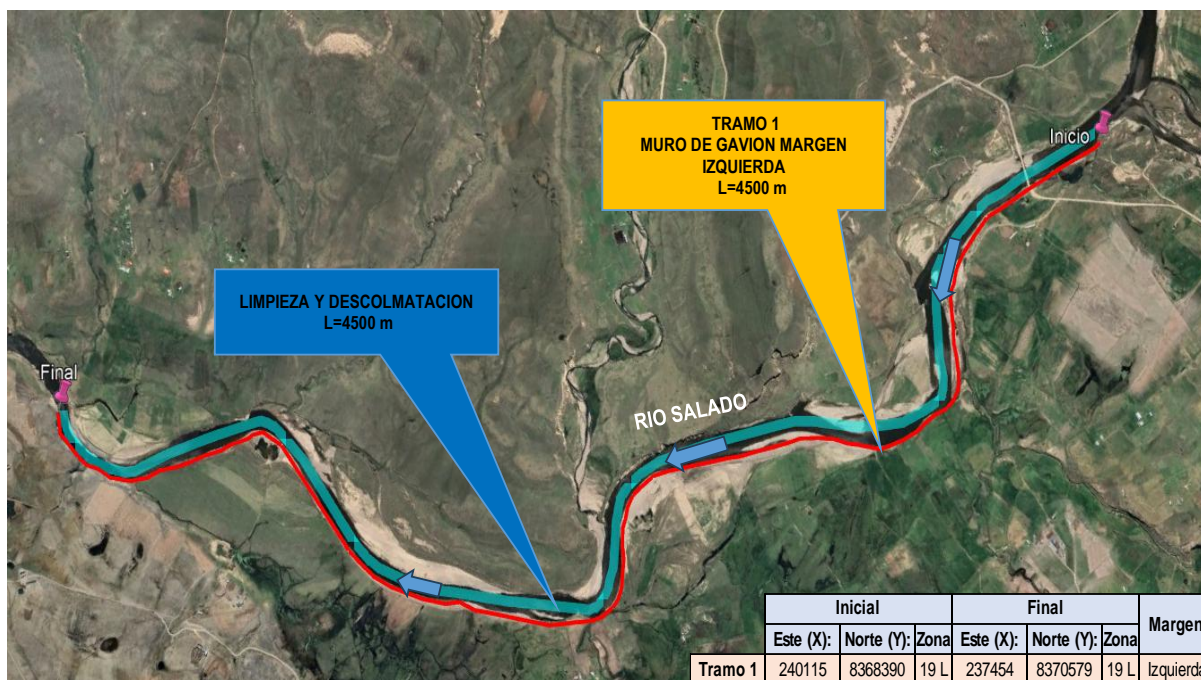 TRAMO 1
MURO DE GAVION MARGEN
IZQUIERDA
L=4500 m
Inicio
LIMPIEZA Y DESCOLMATACION
L=4500 m
Final
RIO SALADO
Inicial Final Margen
Este (X): Norte (Y): Zona Este (X): Norte (Y): Zona
Tramo 1 240115 8368390 19 L 237454 8370579 19 L Izquierda